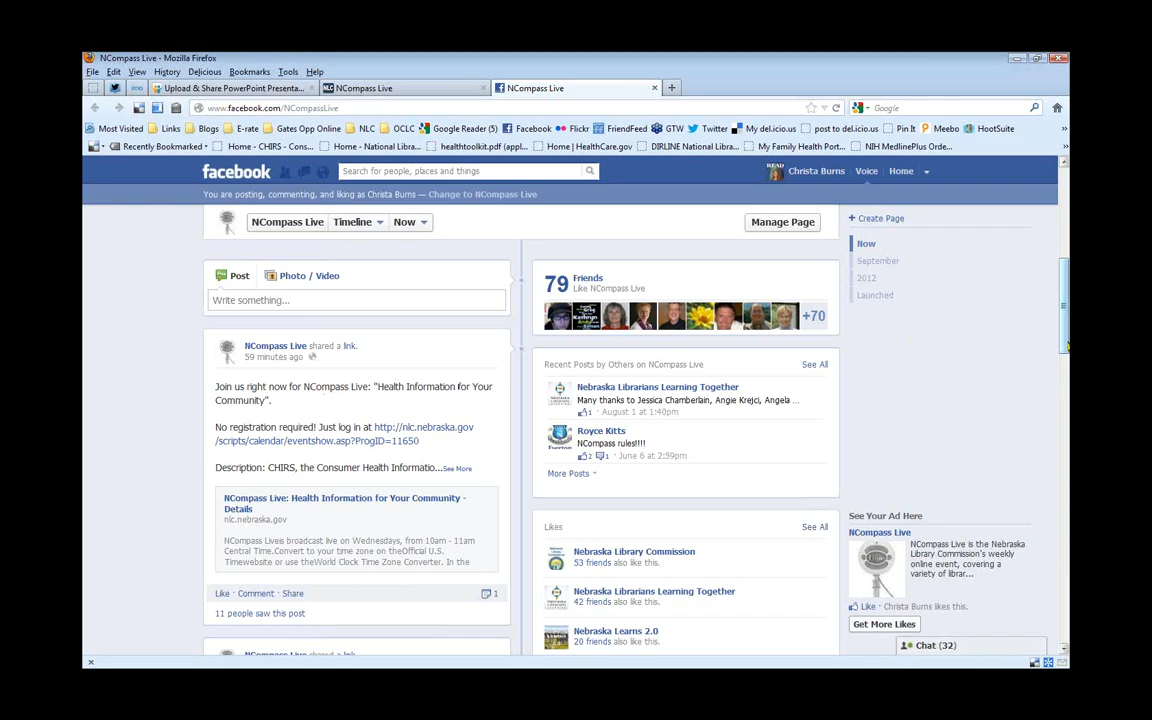 NCompass Live - Mozilla Firefox
File Edit View History Delicious Bookmarks Tools Help
Upload & Share PowerPoint Presenta... NCompass Live NCompass Live
www.facebook.com/NCompassLive Google
Most Visited Links Blogs E-rate Gates Opp Online NLC OCLC Google Reader (5) Facebook Flickr FriendFeed GTW Twitter My del.icio.us post to del.icio.us Pin It Meebo HootSuite
Recently Bookmarked Home - CHIRS - Cons... Home - National Libra... healthtoolkit.pdf (appl... Home | HealthCare.gov DIRLINE National Libra... My Family Health Port... NIH MedlinePlus Orde...
facebook Search for people, places and things Christa Burns Voice Home
You are posting, commenting, and liking as Christa Burns — Change to NCompass Live
NCompass Live Timeline Now Manage Page
+ Create Page
Now
September
2012
Launched
Post Photo / Video
Write something...
NCompass Live shared a link.
59 minutes ago
Join us right now for NCompass Live: "Health Information for Your
Community".
No registration required! Just log in at http://nlc.nebraska.gov
/scripts/calendar/eventshow.asp?ProgID=11650
Description: CHIRS, the Consumer Health Informatio...See More
NCompass Live: Health Information for Your Community -
Details
nlc.nebraska.gov
NCompass Liveis broadcast live on Wednesdays, from 10am - 11am
Central Time.Convert to your time zone on theOfficial U.S.
Timewebsite or use theWorld Clock Time Zone Converter. In the
Like · Comment · Share 1
11 people saw this post
NCompass Live shared a link.
79 Friends
Like NCompass Live
+70
Recent Posts by Others on NCompass Live See All
Nebraska Librarians Learning Together
Many thanks to Jessica Chamberlain, Angie Krejci, Angela ...
1 · August 1 at 1:40pm
Royce Kitts
NCompass rules!!!!
2 1 · June 6 at 2:59pm
More Posts
Likes See All
Nebraska Library Commission
53 friends also like this.
Nebraska Librarians Learning Together
42 friends also like this.
Nebraska Learns 2.0
20 friends also like this.
See Your Ad Here
NCompass Live
NCompass Live is the Nebraska
Library Commission's weekly
online event, covering a
variety of librar...
Like · Christa Burns likes this.
Get More Likes
Chat (32)